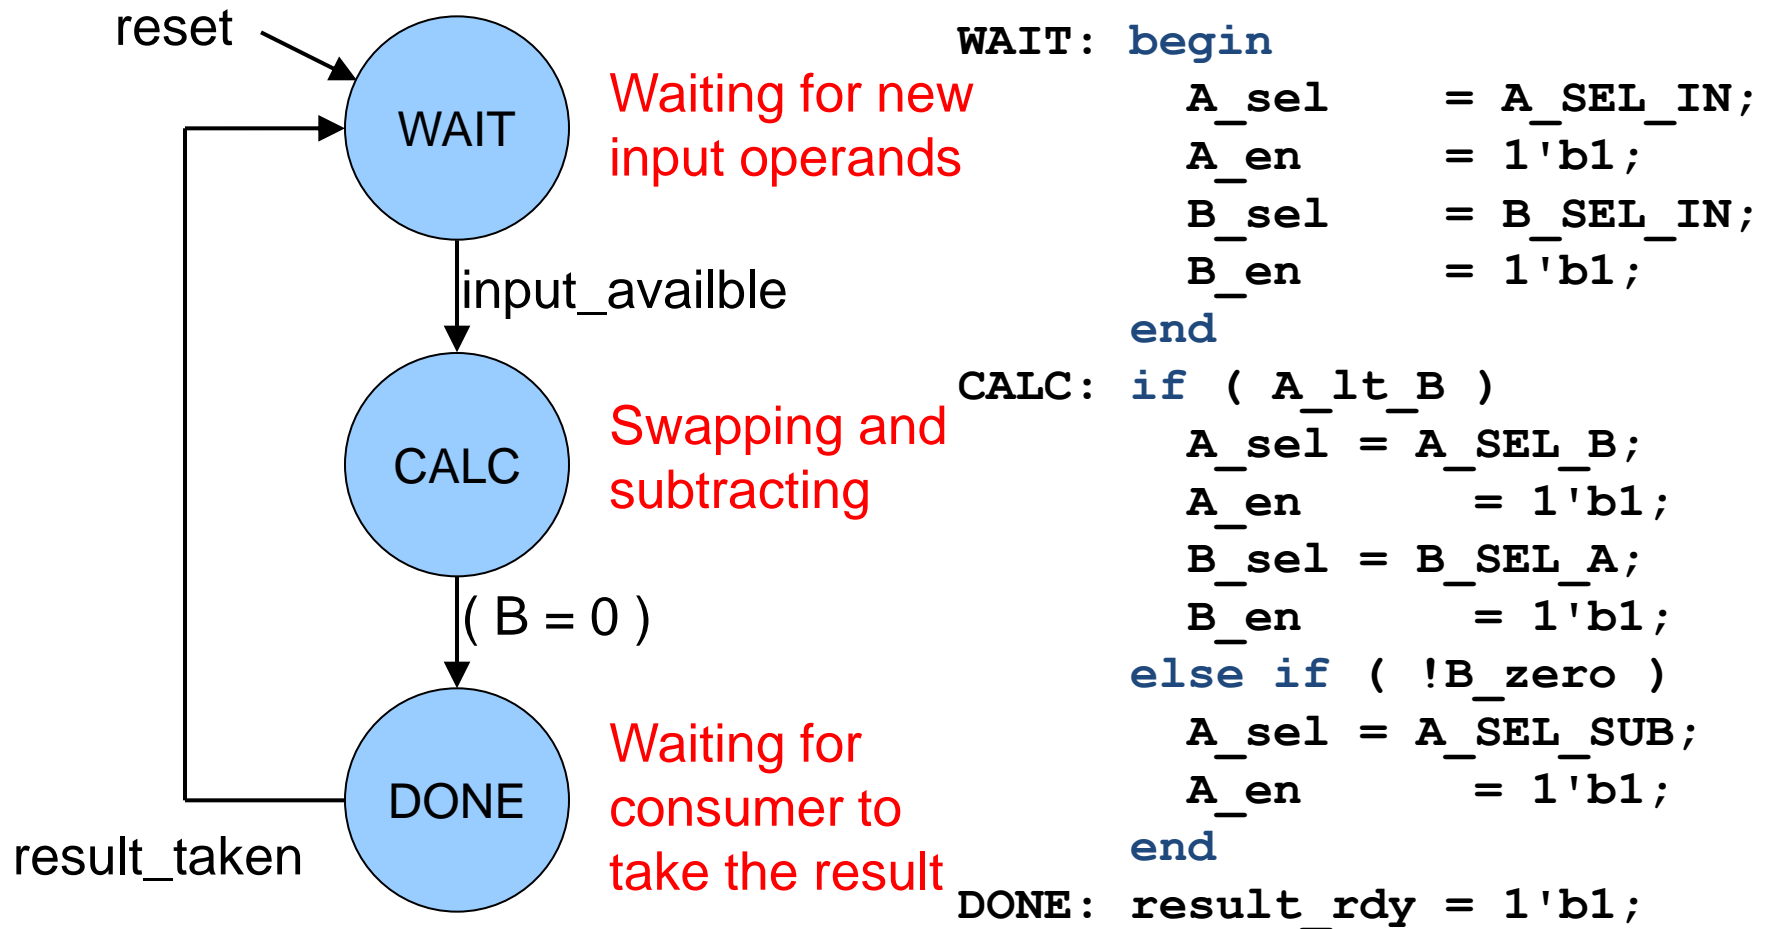 reset
WAIT
Waiting for new
input operands
input_availble
CALC
Swapping and
subtracting
( B = 0 )
DONE
Waiting for
consumer to
take the result
result_taken
WAIT: begin
A_sel = A_SEL_IN;
A_en = 1'b1;
B_sel = B_SEL_IN;
B_en = 1'b1;
end
CALC: if ( A_lt_B )
A_sel = A_SEL_B;
A_en = 1'b1;
B_sel = B_SEL_A;
B_en = 1'b1;
else if ( !B_zero )
A_sel = A_SEL_SUB;
A_en = 1'b1;
end
DONE: result_rdy = 1'b1;